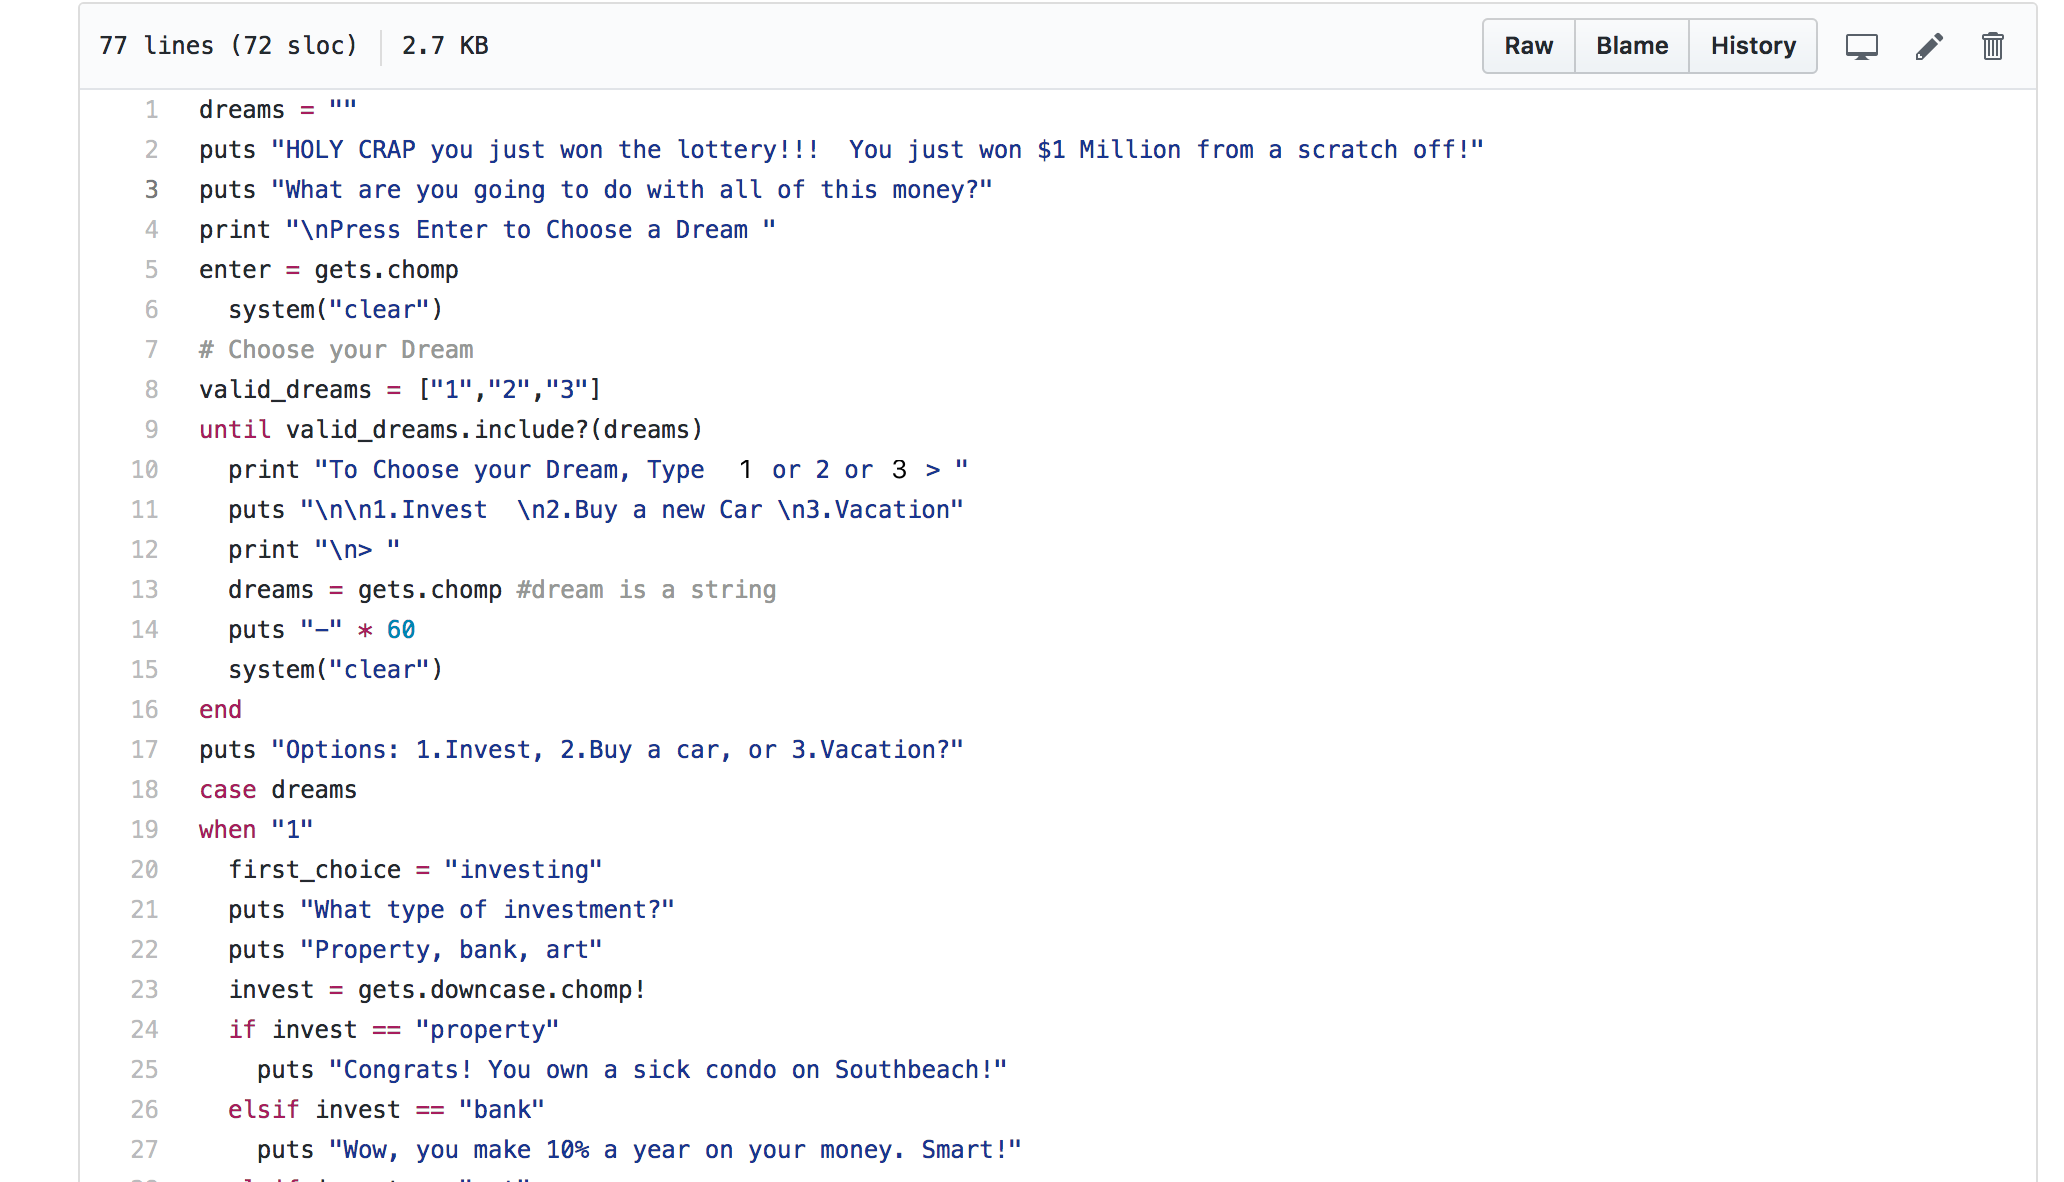 77 lines (72 sloc) 2.7 KB Raw Blame History
1 dreams = ""
2 puts "HOLY CRAP you just won the lottery!!!  You just won $1 Million from a scratch off!"
3 puts "What are you going to do with all of this money?"
4 print "\nPress Enter to Choose a Dream "
5 enter = gets.chomp
6   system("clear")
7 # Choose your Dream
8 valid_dreams = ["1","2","3"]
9 until valid_dreams.include?(dreams)
10   print "To Choose your Dream, Type  1 or 2 or 3 > "
11   puts "\n\n1.Invest  \n2.Buy a new Car \n3.Vacation"
12   print "\n> "
13   dreams = gets.chomp #dream is a string
14   puts "—" * 60
15   system("clear")
16 end
17 puts "Options: 1.Invest, 2.Buy a car, or 3.Vacation?"
18 case dreams
19 when "1"
20   first_choice = "investing"
21   puts "What type of investment?"
22   puts "Property, bank, art"
23   invest = gets.downcase.chomp!
24   if invest == "property"
25     puts "Congrats! You own a sick condo on Southbeach!"
26   elsif invest == "bank"
27     puts "Wow, you make 10% a year on your money. Smart!"